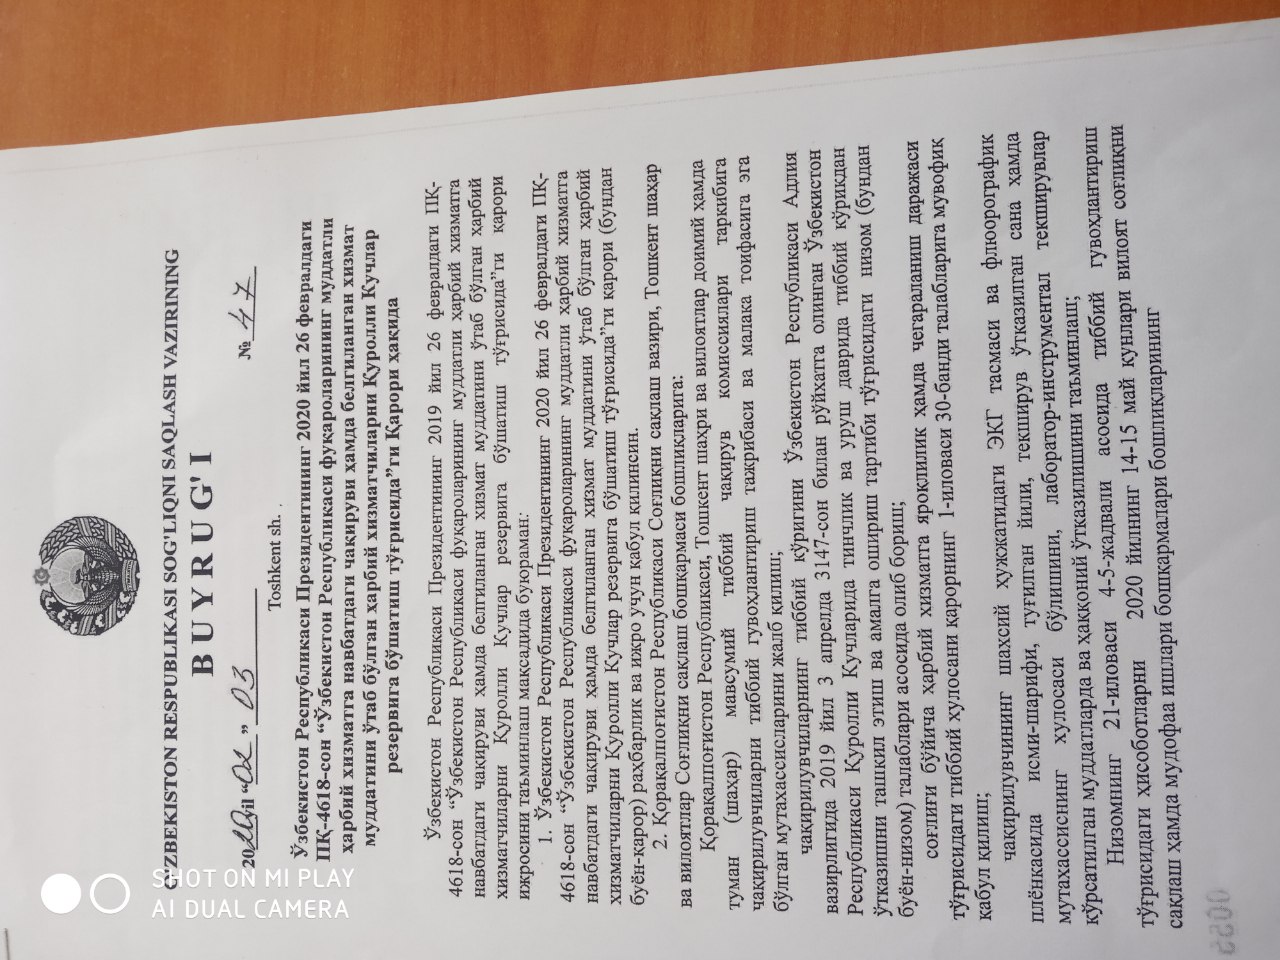 O'ZBEKISTON RESPUBLIKASI SOG'LIQNI SAQLASH VAZIRINING
BUYRUG'I
2020 yil “02” 03 № 47
Toshkent sh.
Ўзбекистон Республикаси Президентининг 2020 йил 26 февралдаги
ПҚ-4618-сон “Ўзбекистон Республикаси фуқароларининг муддатли
ҳарбий хизматга навбатдаги чақируви ҳамда белгиланган хизмат
муддатини ўтаб бўлган ҳарбий хизматчиларни Қуролли Кучлар
резервига бўшатиш тўғрисида”ги Қарори ҳақида
Ўзбекистон Республикаси Президентининг 2019 йил 26 февралдаги ПҚ-
4618-сон “Ўзбекистон Республикаси фуқароларининг муддатли ҳарбий хизматга
навбатдаги чақируви ҳамда белгиланган хизмат муддатини ўтаб бўлган ҳарбий
хизматчиларни Қуролли Кучлар резервига бўшатиш тўғрисида”ги қарори
ижросини таъминлаш мақсадида буюраман:
1. Ўзбекистон Республикаси Президентининг 2020 йил 26 февралдаги ПҚ-
4618-сон “Ўзбекистон Республикаси фуқароларининг муддатли ҳарбий хизматга
навбатдаги чақируви ҳамда белгиланган хизмат муддатини ўтаб бўлган ҳарбий
хизматчиларни Қуролли Кучлар резервига бўшатиш тўғрисида”ги қарори (бундан
буён-қарор) раҳбарлик ва ижро учун қабул қилинсин.
2. Қорақалпоғистон Республикаси Соғлиқни сақлаш вазири, Тошкент шаҳар
ва вилоятлар Соғлиқни сақлаш бошқармаси бошлиқларига:
Қорақалпоғистон Республикаси, Тошкент шаҳри ва вилоятлар доимий ҳамда
туман (шаҳар) мавсумий тиббий чақирув комиссиялари таркибига
чақирилувчиларни тиббий гувоҳлантириш тажрибаси ва малака тоифасига эга
бўлган мутахассисларини жалб қилиш;
чақирилувчиларнинг тиббий кўригини Ўзбекистон Республикаси Адлия
вазирлигида 2019 йил 3 апрелда 3147-сон билан рўйхатга олинган Ўзбекистон
Республикаси Қуролли Кучларида тинчлик ва уруш даврида тиббий кўрикдан
ўтказишни ташкил этиш ва амалга ошириш тартиби тўғрисидаги низом (бундан
буён-низом) талаблари асосида олиб бориш;
соғлиғи бўйича ҳарбий хизматга яроқлилик ҳамда чегараланиш даражаси
тўғрисидаги тиббий хулосани қарорнинг 1-иловаси 30-банди талабларига мувофиқ
қабул қилиш;
чақирилувчининг шахсий ҳужжатидаги ЭКГ тасмаси ва флюорографик
плёнкасида исми-шарифи, туғилган йили, текширув ўтказилган сана ҳамда
мутахассиснинг хулосаси бўлишини, лаборатор-инструментал текширувлар
кўрсатилган муддатларда ва ҳаққоний ўтказилишини таъминлаш;
Низомнинг 21-иловаси 4-5-жадвали асосида тиббий гувоҳлантириш
тўғрисидаги ҳисоботларни 2020 йилнинг 14-15 май кунлари вилоят соғлиқни
сақлаш ҳамда мудофаа ишлари бошқармалари бошлиқларининг
0055
SHOT ON MI PLAY
AI DUAL CAMERA